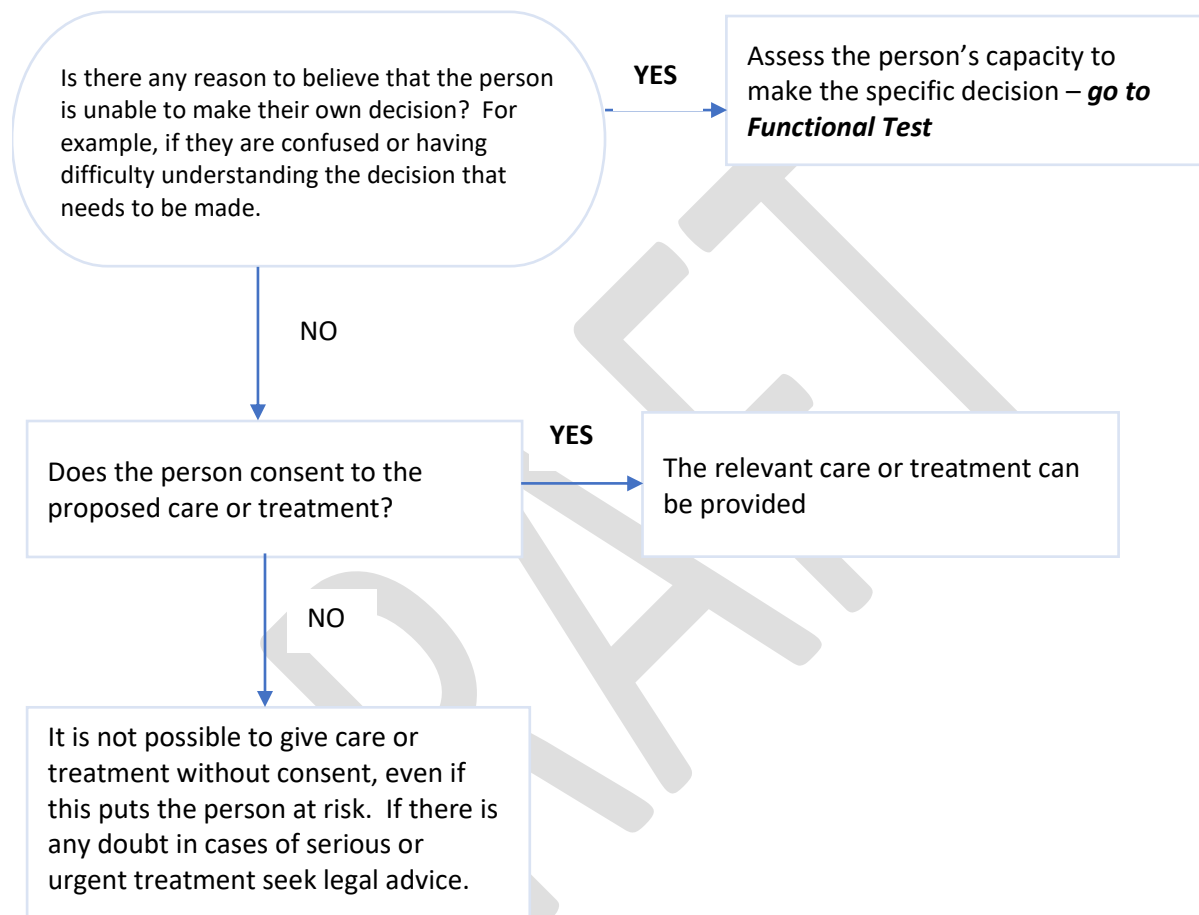 Is there any reason to believe that the person
is unable to make their own decision?  For
example, if they are confused or having
difficulty understanding the decision that
needs to be made.
YES
Assess the person’s capacity to
make the specific decision – go to
Functional Test
NO
Does the person consent to the
proposed care or treatment?
YES
The relevant care or treatment can
be provided
NO
It is not possible to give care or
treatment without consent, even if
this puts the person at risk.  If there is
any doubt in cases of serious or
urgent treatment seek legal advice.
DRAFT